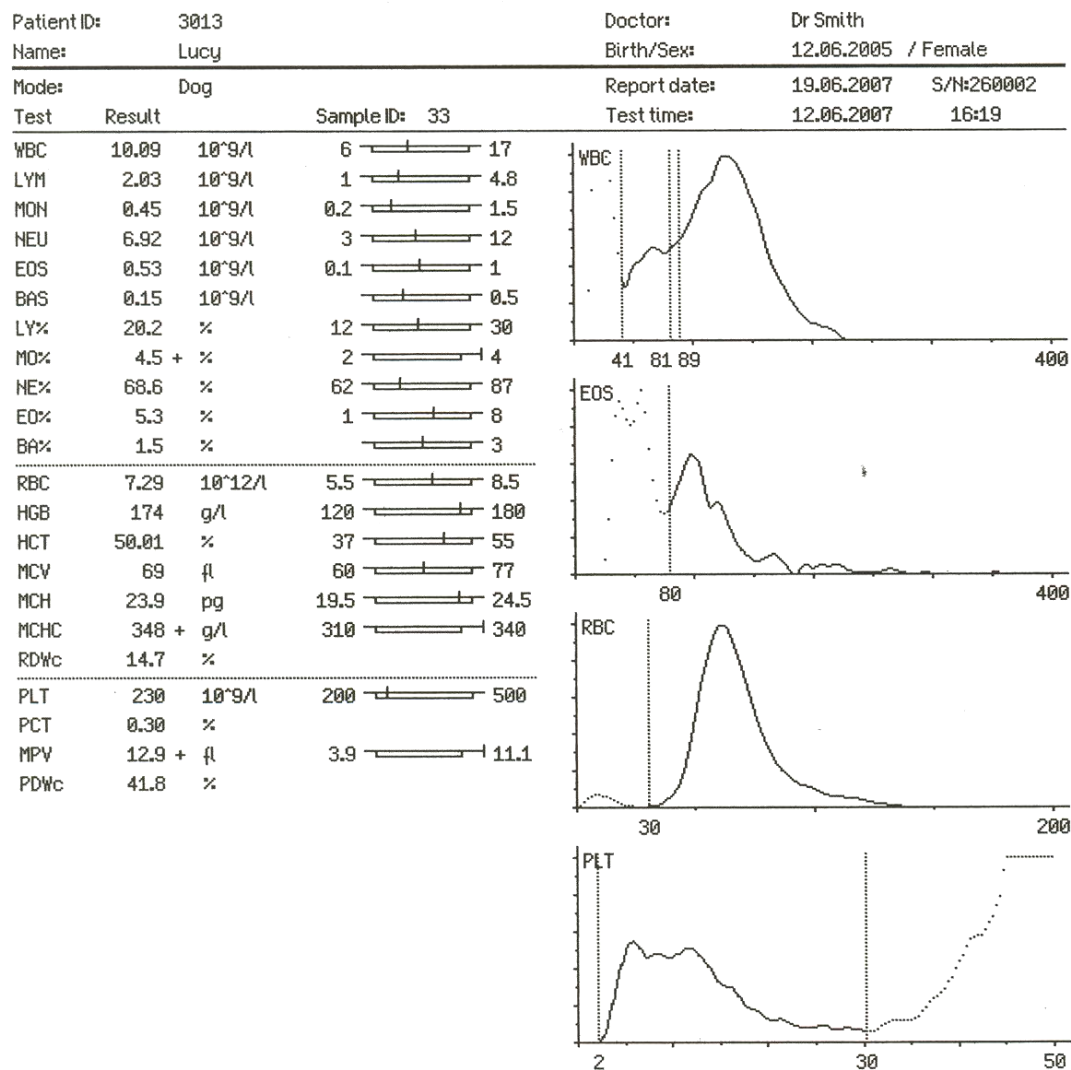 Patient ID: 3013 Doctor: Dr Smith
Name: Lucy Birth/Sex: 12.06.2005 / Female
Mode: Dog Report date: 19.06.2007 S/N:260002
Test Result Sample ID: 33 Test time: 12.06.2007 16:19
WBC 10.09 10^9/l 6 17
LYM 2.03 10^9/l 1 4.8
MON 0.45 10^9/l 0.2 1.5
NEU 6.92 10^9/l 3 12
EOS 0.53 10^9/l 0.1 1
BAS 0.15 10^9/l 0.5
LY% 20.2 % 12 30
MO% 4.5 + % 2 4
NE% 68.6 % 62 87
EO% 5.3 % 1 8
BA% 1.5 % 3
RBC 7.29 10^12/l 5.5 8.5
HGB 174 g/l 120 180
HCT 50.01 % 37 55
MCV 69 fl 60 77
MCH 23.9 pg 19.5 24.5
MCHC 348 + g/l 310 340
RDWc 14.7 %
PLT 230 10^9/l 200 500
PCT 0.30 %
MPV 12.9 + fl 3.9 11.1
PDWc 41.8 %
WBC
41 81 89 400
EOS
80 400
RBC
30 200
PLT
2 30 50